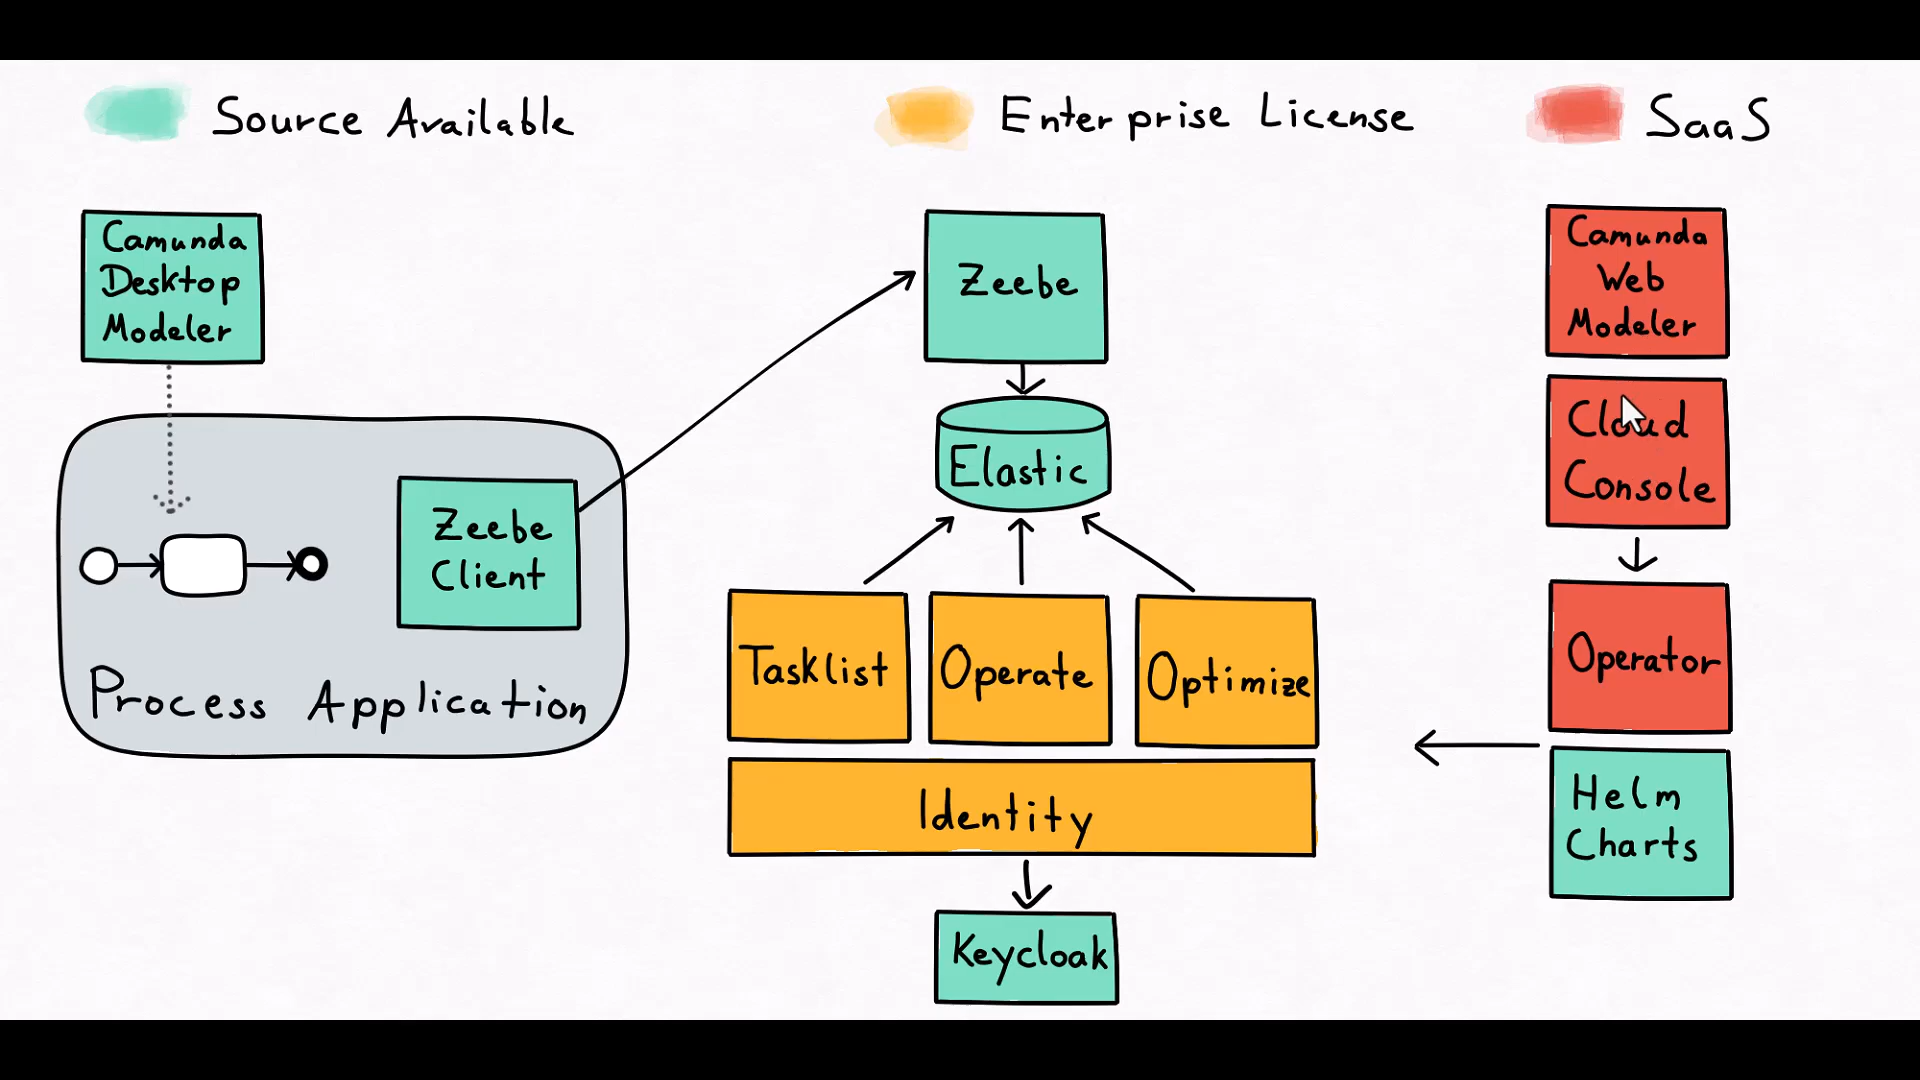 Source Available
Enterprise License
SaaS
Camunda
Desktop
Modeler
Zeebe
Client
Process Application
Zeebe
Elastic
Tasklist
Operate
Optimize
Identity
Keycloak
Camunda
Web
Modeler
Cloud
Console
Operator
Helm
Charts